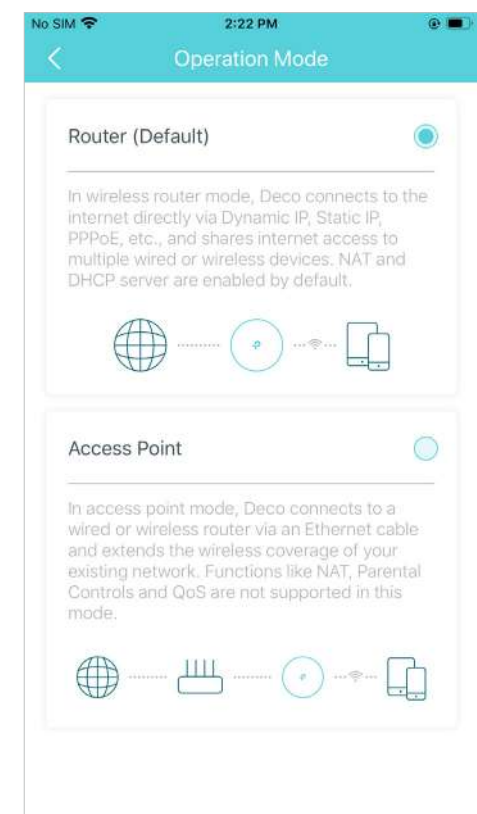 No SIM 2:22 PM
Operation Mode
Router (Default)
In wireless router mode, Deco connects to the
internet directly via Dynamic IP, Static IP,
PPPoE, etc., and shares internet access to
multiple wired or wireless devices. NAT and
DHCP server are enabled by default.
Access Point
In access point mode, Deco connects to a
wired or wireless router via an Ethernet cable
and extends the wireless coverage of your
existing network. Functions like NAT, Parental
Controls and QoS are not supported in this
mode.